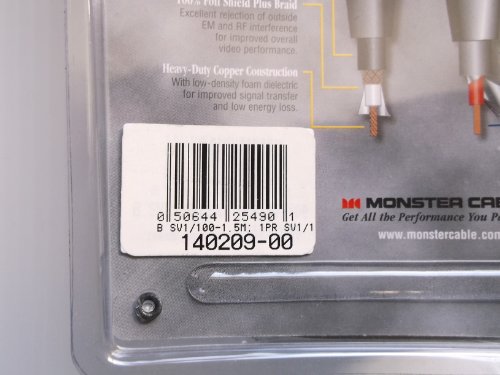 100% Foil Shield Plus Braid
Excellent rejection of outside
EM and RF interference
for improved overall
video performance.
Heavy-Duty Copper Construction
With low-density foam dielectric
for improved signal transfer
and low energy loss.
0 50644 25490 1
B SV1/100-1.5M; 1PR SV1/1
140209-00
MONSTER CAB
Get All the Performance You Pa
www.monstercable.com